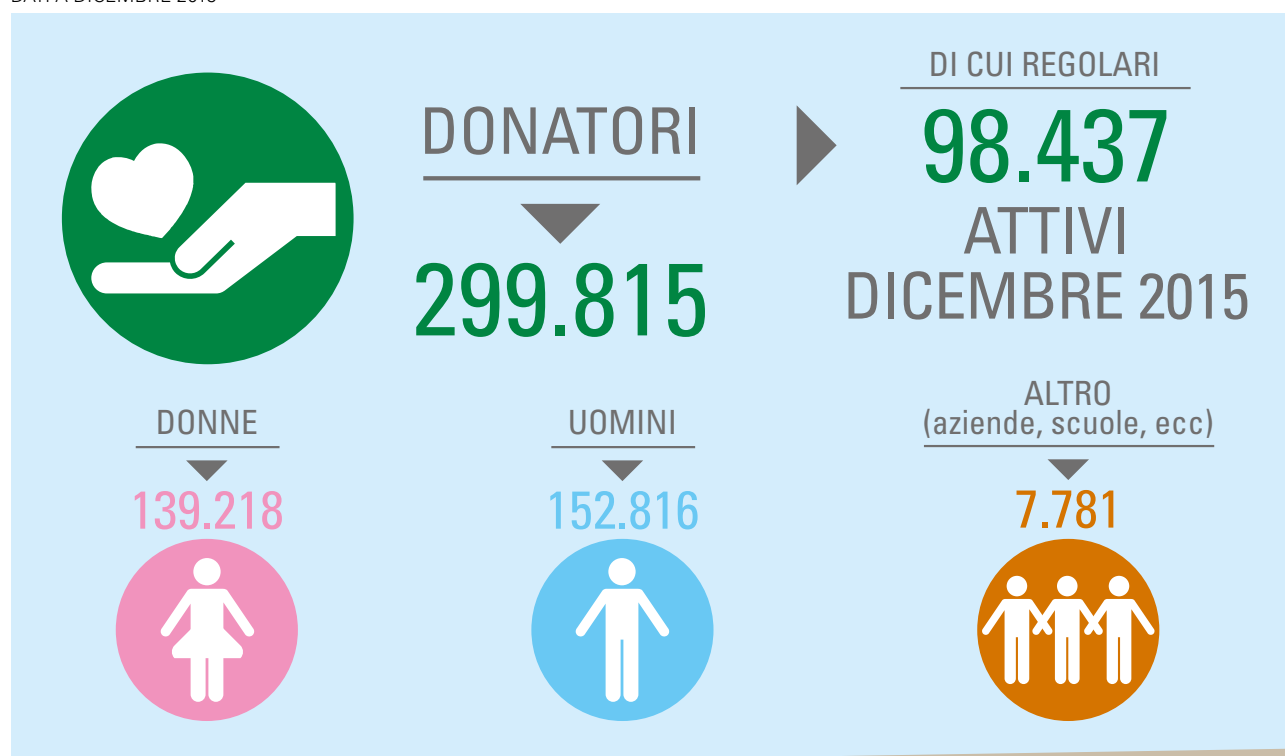 DONATORI
299.815
DI CUI REGOLARI
98.437
ATTIVI
DICEMBRE 2015
DONNE
139.218
UOMINI
152.816
ALTRO
(aziende, scuole, ecc)
7.781